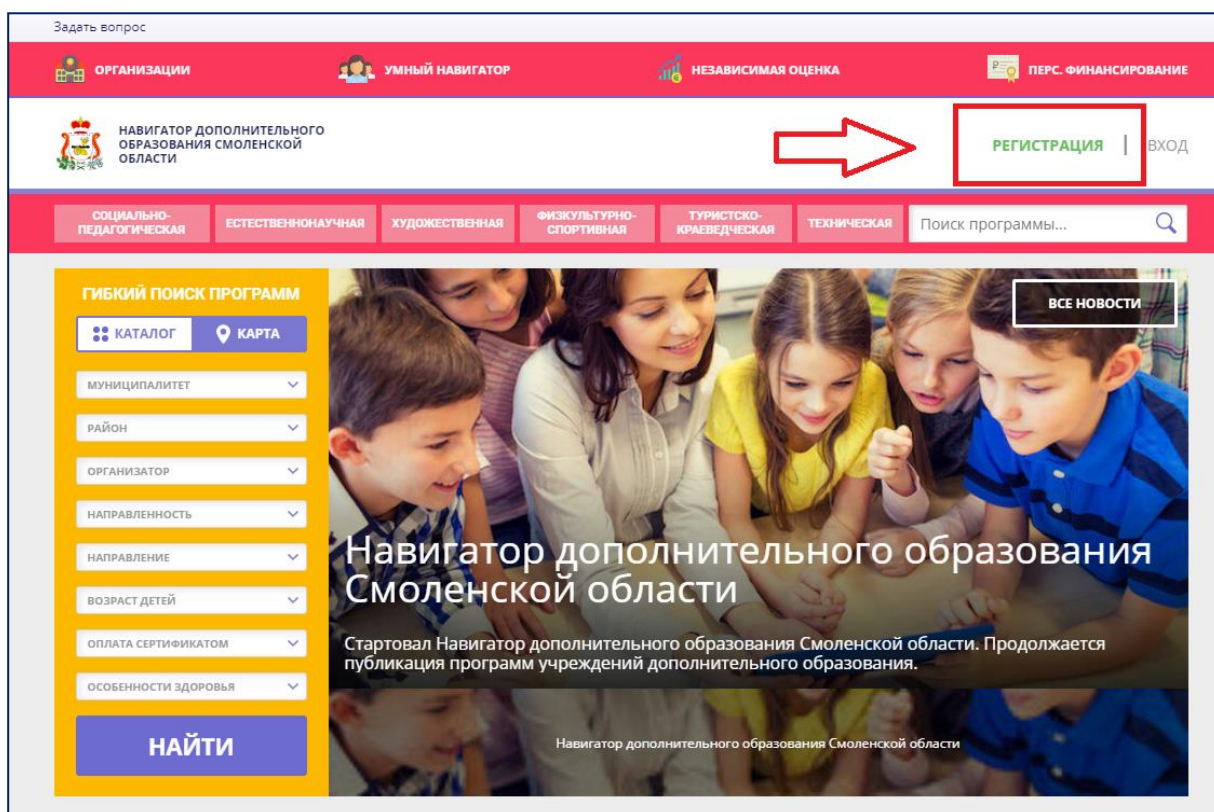 Задать вопрос
ОРГАНИЗАЦИИ
УМНЫЙ НАВИГАТОР
НЕЗАВИСИМАЯ ОЦЕНКА
ПЕРС. ФИНАНСИРОВАНИЕ
НАВИГАТОР ДОПОЛНИТЕЛЬНОГО
ОБРАЗОВАНИЯ СМОЛЕНСКОЙ
ОБЛАСТИ
РЕГИСТРАЦИЯ | ВХОД
СОЦИАЛЬНО-
ПЕДАГОГИЧЕСКАЯ
ЕСТЕСТВЕННОНАУЧНАЯ
ХУДОЖЕСТВЕННАЯ
ФИЗКУЛЬТУРНО-
СПОРТИВНАЯ
ТУРИСТСКО-
КРАЕВЕДЧЕСКАЯ
ТЕХНИЧЕСКАЯ
Поиск программы...
ГИБКИЙ ПОИСК ПРОГРАММ
КАТАЛОГ
КАРТА
МУНИЦИПАЛИТЕТ
РАЙОН
ОРГАНИЗАТОР
НАПРАВЛЕННОСТЬ
НАПРАВЛЕНИЕ
ВОЗРАСТ ДЕТЕЙ
ОПЛАТА СЕРТИФИКАТОМ
ОСОБЕННОСТИ ЗДОРОВЬЯ
НАЙТИ
ВСЕ НОВОСТИ
Навигатор дополнительного образования
Смоленской области
Стартовал Навигатор дополнительного образования Смоленской области. Продолжается
публикация программ учреждений дополнительного образования.
Навигатор дополнительного образования Смоленской области